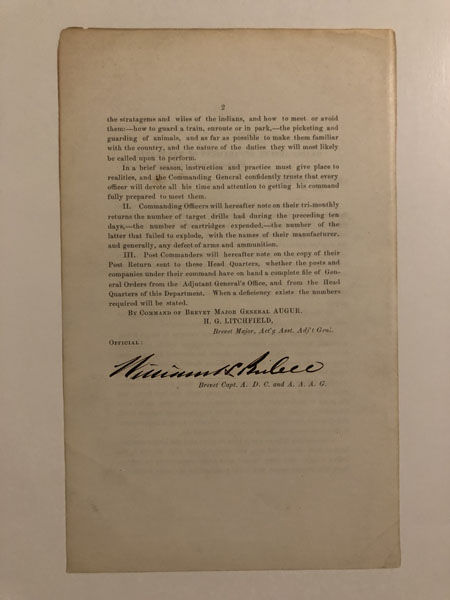 2
the stratagems and wiles of the indians, and how to meet or avoid
them:—how to guard a train, enroute or in park,—the picketing and
guarding of animals, and as far as possible to make them familiar
with the country, and the nature of the duties they will most likely
be called upon to perform.
In a brief season, instruction and practice must give place to
realities, and the Commanding General confidently trusts that every
officer will devote all his time and attention to getting his command
fully prepared to meet them.
II. Commanding Officers will hereafter note on their tri-monthly
returns the number of target drills had during the preceding ten
days,—the number of cartridges expended,—the number of the
latter that failed to explode, with the names of their manufacturer,
and generally, any defect of arms and ammunition.
III. Post Commanders will hereafter note on the copy of their
Post Return sent to these Head Quarters, whether the posts and
companies under their command have on hand a complete file of Gen-
eral Orders from the Adjutant General's Office, and from the Head
Quarters of this Department. When a deficiency exists the numbers
required will be stated.
By Command of Brevet Major General AUGUR.
H. G. LITCHFIELD,
Brevet Major, Act'g Asst. Adj't Genl.
Official:
William H.
Brevet Capt. A. D. C. and A. A. A. G.